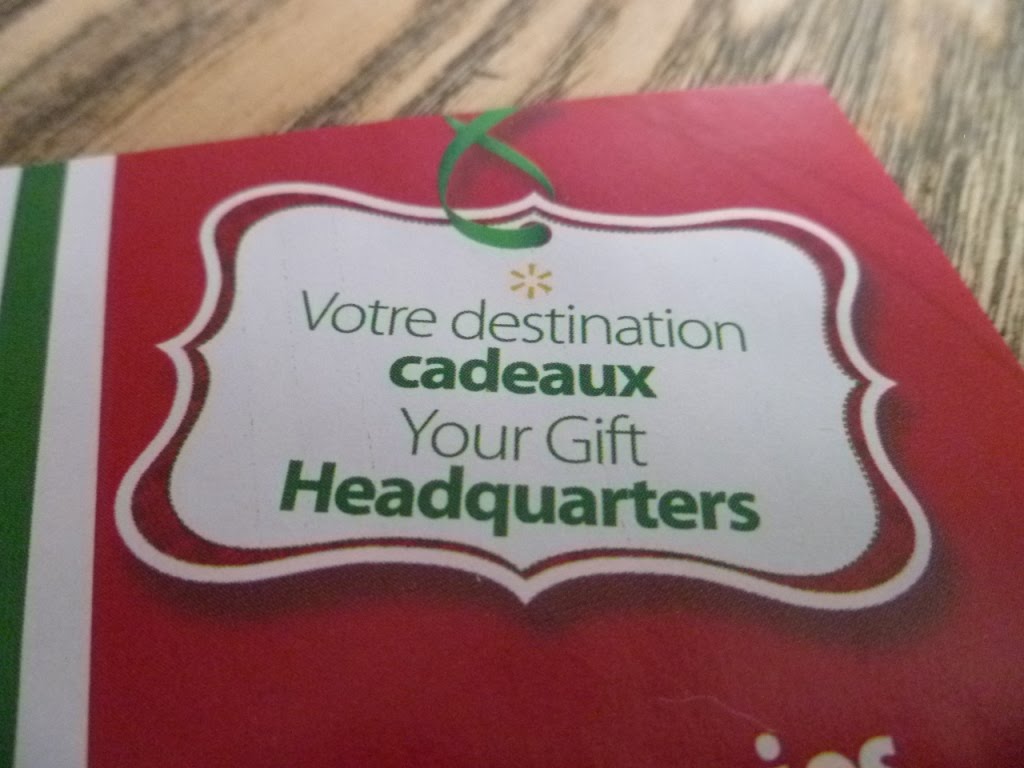 Votre destination
cadeaux
Your Gift
Headquarters